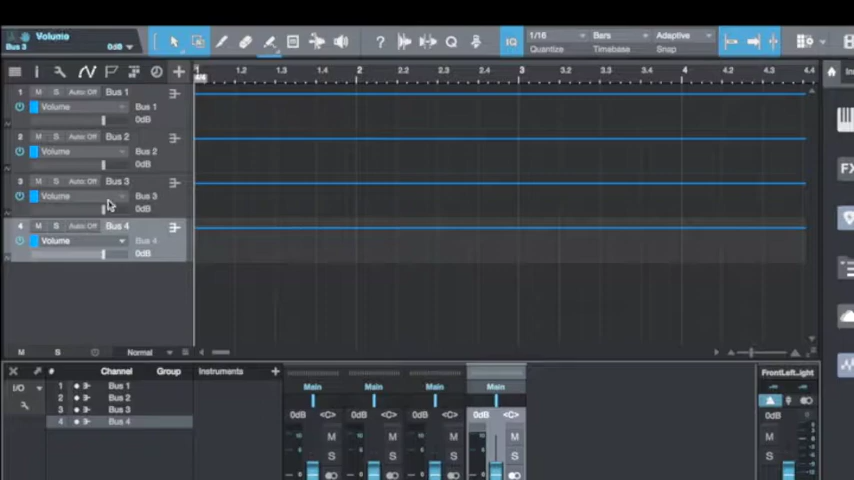 Volume
Bus 3 0dB
IQ
1/16 Bars Adaptive
Quantize Timebase Snap
1.2 1.3 1.4 2 2.2 2.3 2.4 3 3.2 3.3 3.4 4 4.2 4.3 4.4
4/4
1 M S Auto: Off Bus 1
Volume Bus 1
0dB
2 M S Auto: Off Bus 2
Volume Bus 2
0dB
3 M S Auto: Off Bus 3
Volume Bus 3
0dB
4 M S Auto: Off Bus 4
Volume Bus 4
0dB
FX
M S Normal
# Channel Group Instruments
I/O
1 Bus 1
2 Bus 2
3 Bus 3
4 Bus 4
Main Main Main Main
0dB <C> 0dB <C> 0dB <C> 0dB <C>
M M M M
S S S S
FrontLeft...ight
0dB
M
S